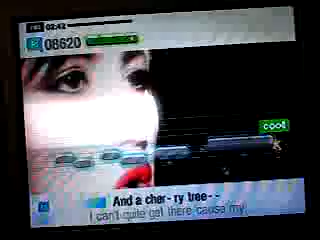 02:42
08620
cool
And a cher- ry tree- -
I can't quite get there 'cause my